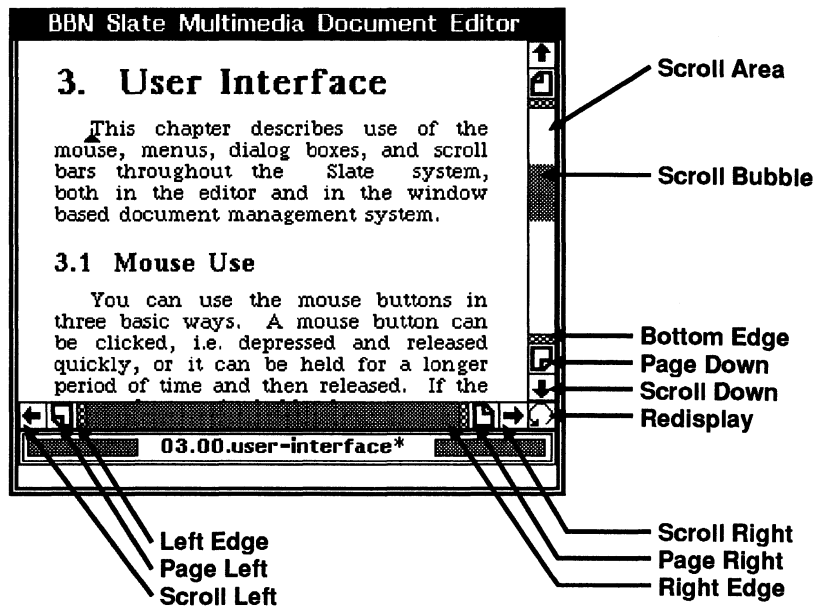 BBN Slate Multimedia Document Editor
3. User Interface
This chapter describes use of the
mouse, menus, dialog boxes, and scroll
bars throughout the Slate system,
both in the editor and in the window
based document management system.
3.1 Mouse Use
You can use the mouse buttons in
three basic ways. A mouse button can
be clicked, i.e. depressed and released
quickly, or it can be held for a longer
period of time and then released. If the
03.00.user-interface*
Scroll Area
Scroll Bubble
Bottom Edge
Page Down
Scroll Down
Redisplay
Left Edge
Page Left
Scroll Left
Scroll Right
Page Right
Right Edge